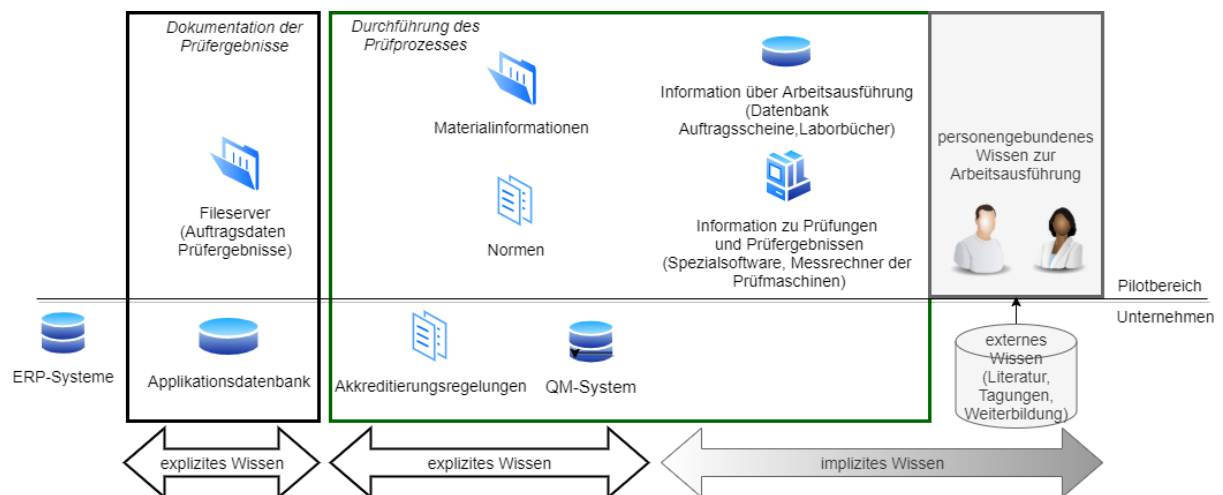 Dokumentation der
Prüfergebnisse
Durchführung des
Prüfprozesses
Materialinformationen
Information über Arbeitsausführung
(Datenbank
Auftragsscheine,Laborbücher)
personengebundenes
Wissen zur
Arbeitsausführung
Fileserver
(Auftragsdaten
Prüfergebnisse)
Normen
Information zu Prüfungen
und Prüfergebnissen
(Spezialsoftware, Messrechner der
Prüfmaschinen)
Pilotbereich
Unternehmen
ERP-Systeme
Applikationsdatenbank
Akkreditierungsregelungen
QM-System
externes
Wissen
(Literatur,
Tagungen,
Weiterbildung)
explizites Wissen
explizites Wissen
implizites Wissen